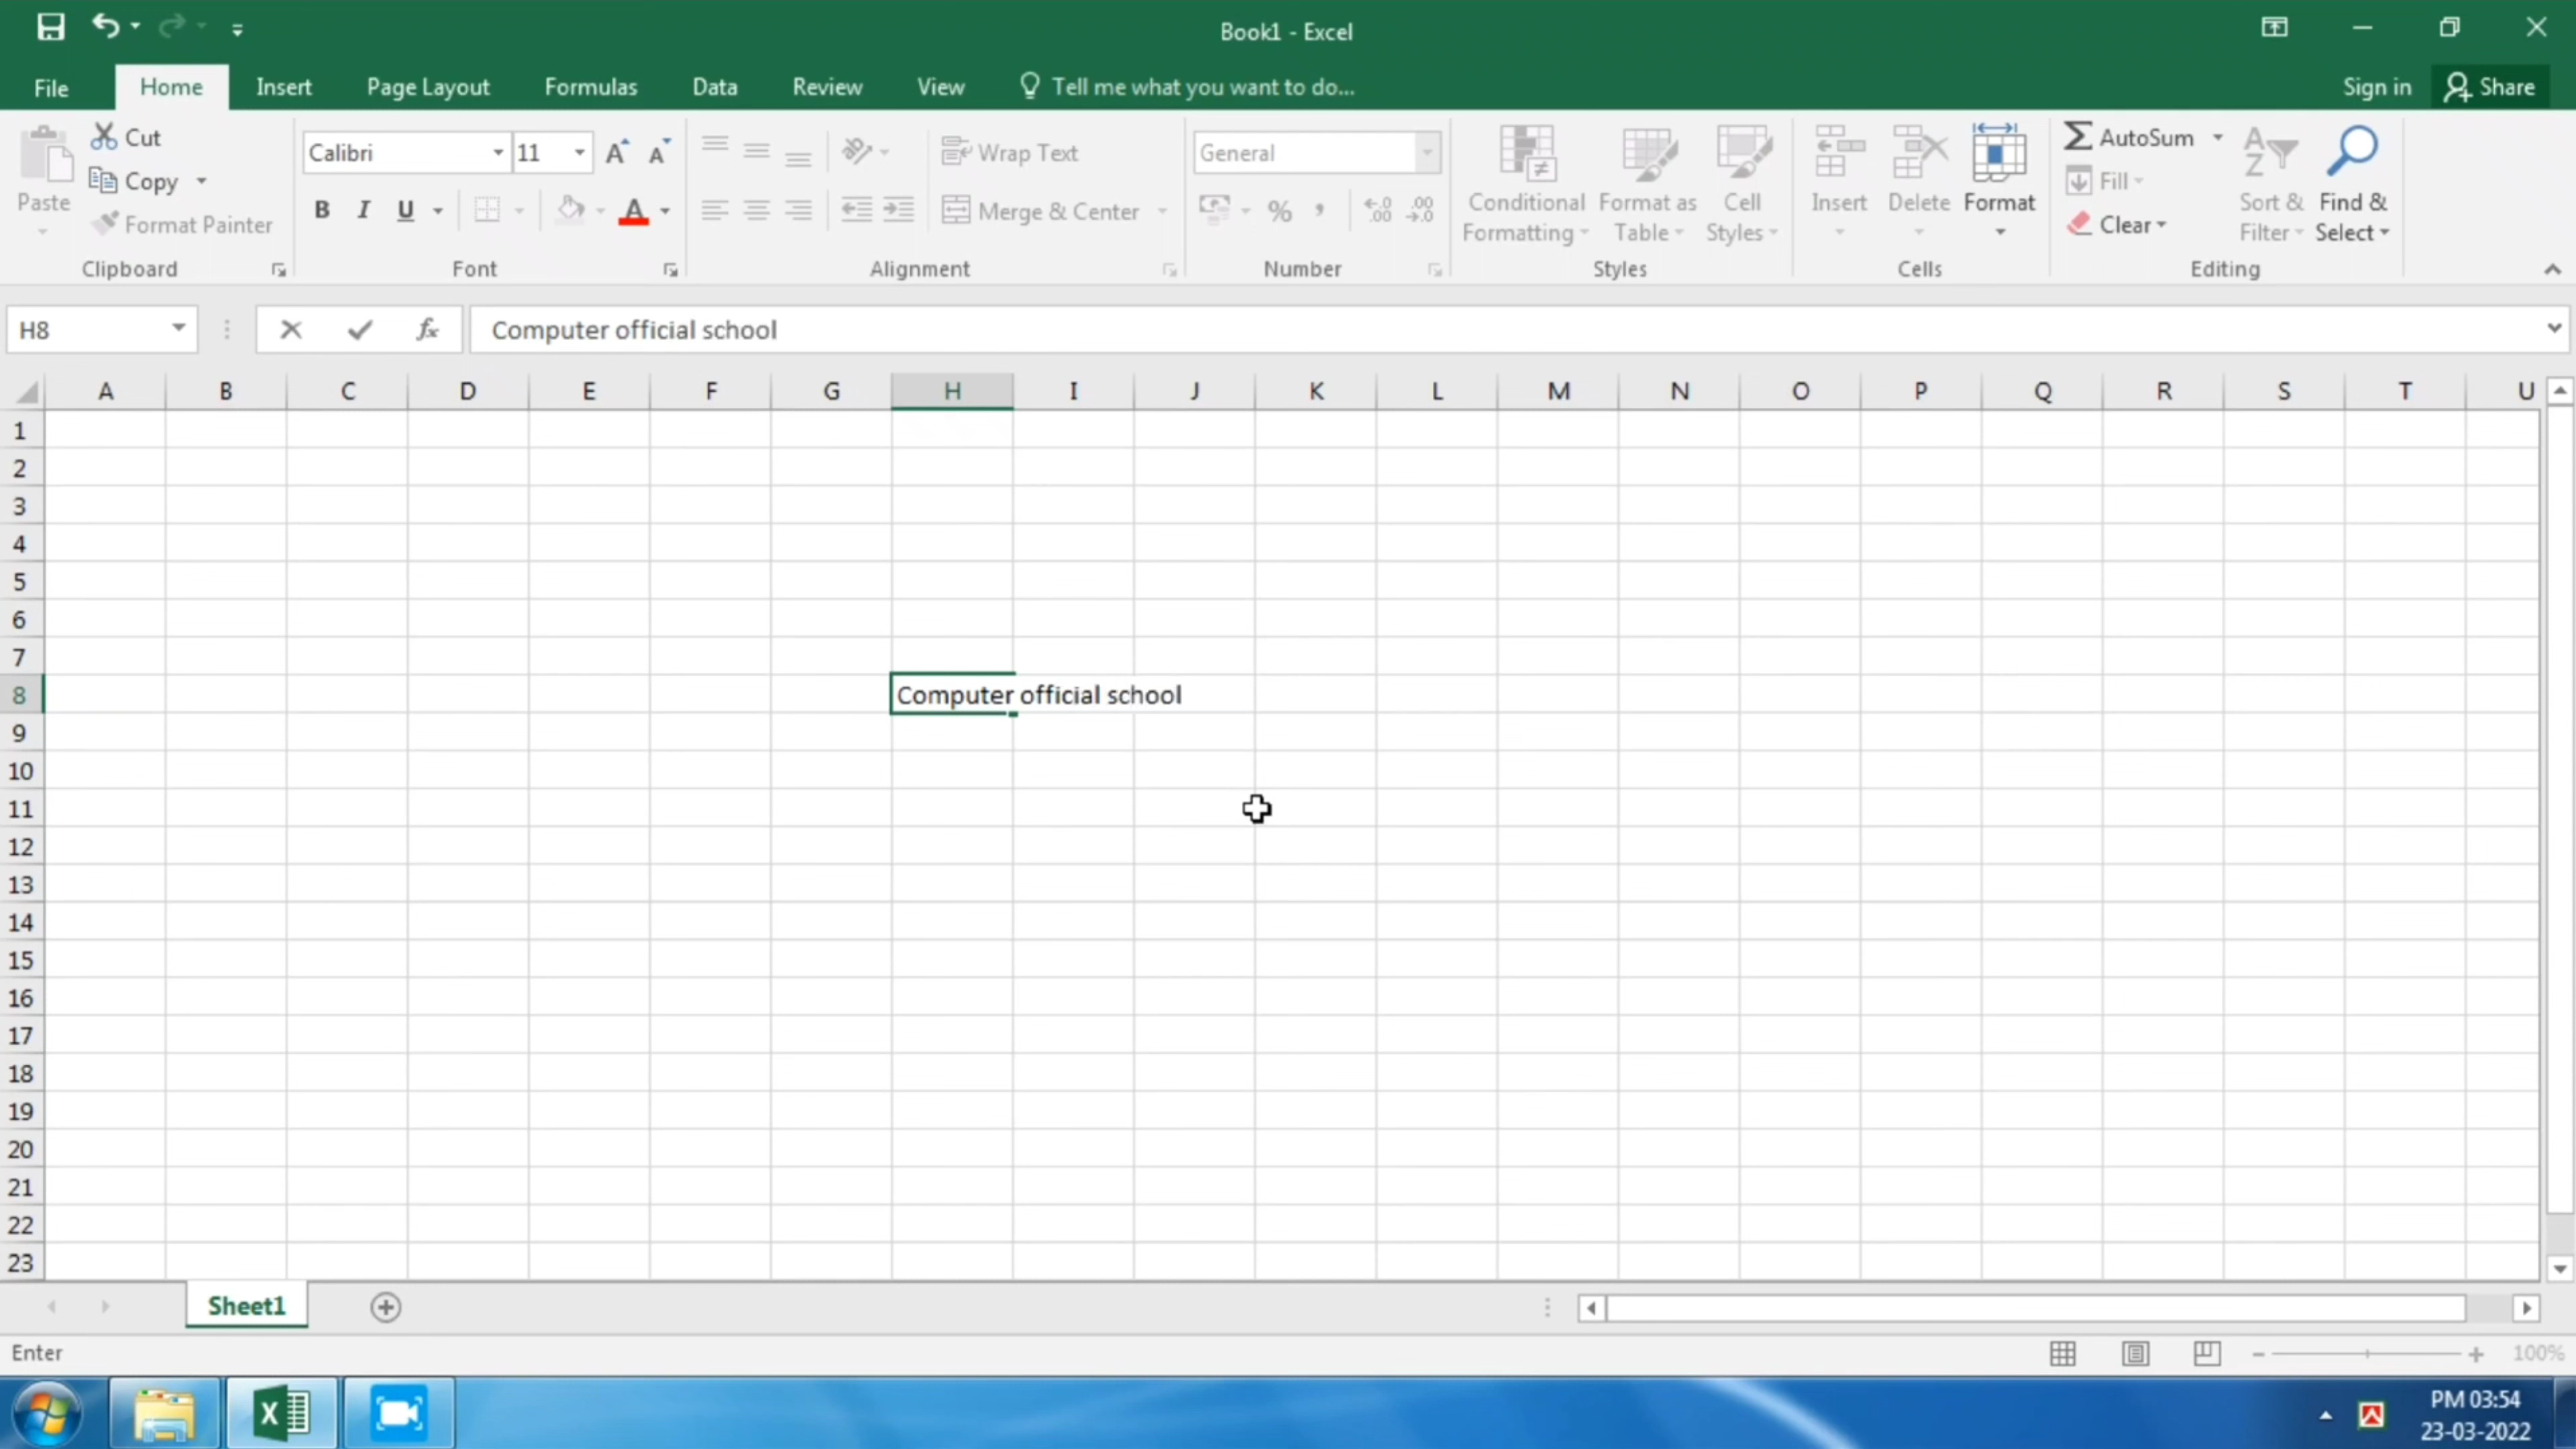 Book1 - Excel
File Home Insert Page Layout Formulas Data Review View Tell me what you want to do... Sign in Share
Paste
Cut
Copy
Format Painter
Clipboard
Calibri 11
B I U
Font
Wrap Text
Merge & Center
Alignment
General
Number
Conditional Formatting
Format as Table
Cell Styles
Styles
Insert Delete Format
Cells
AutoSum
Fill
Clear
Sort & Filter
Find & Select
Editing
H8 fx Computer official school
A B C D E F G H I J K L M N O P Q R S T U
1
2
3
4
5
6
7
8 Computer official school
9
10
11
12
13
14
15
16
17
18
19
20
21
22
23
Sheet1
Enter 100%
PM 03:54
23-03-2022